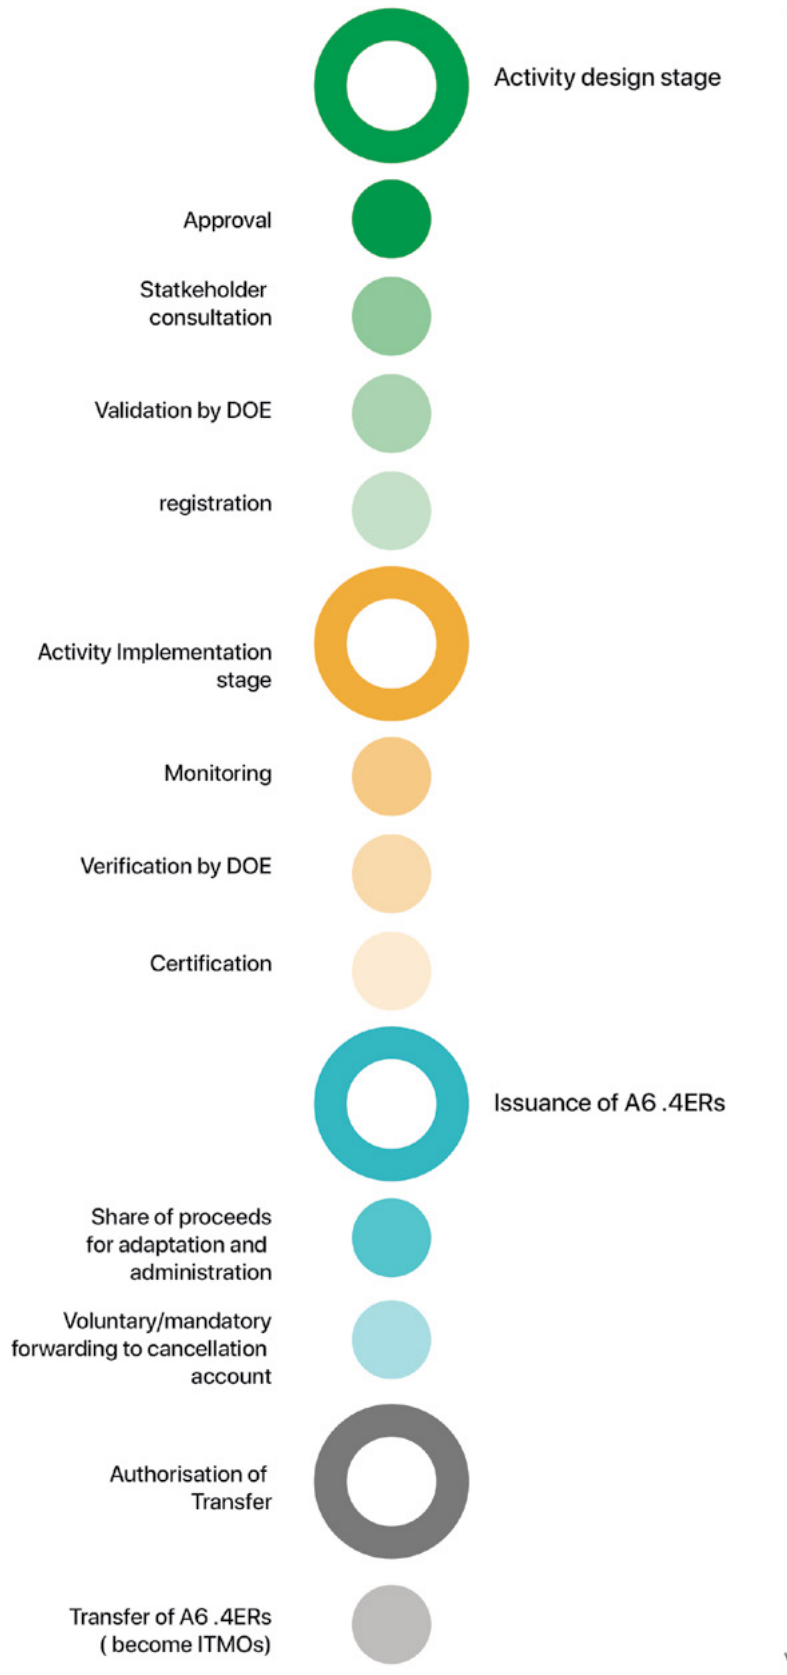 Activity design stage
Approval
Statkeholder
consultation
Validation by DOE
registration
Activity Implementation
stage
Monitoring
Verification by DOE
Certification
Issuance of A6 .4ERs
Share of proceeds
for adaptation and
administration
Voluntary/mandatory
forwarding to cancellation
account
Authorisation of
Transfer
Transfer of A6 .4ERs
( become ITMOs)